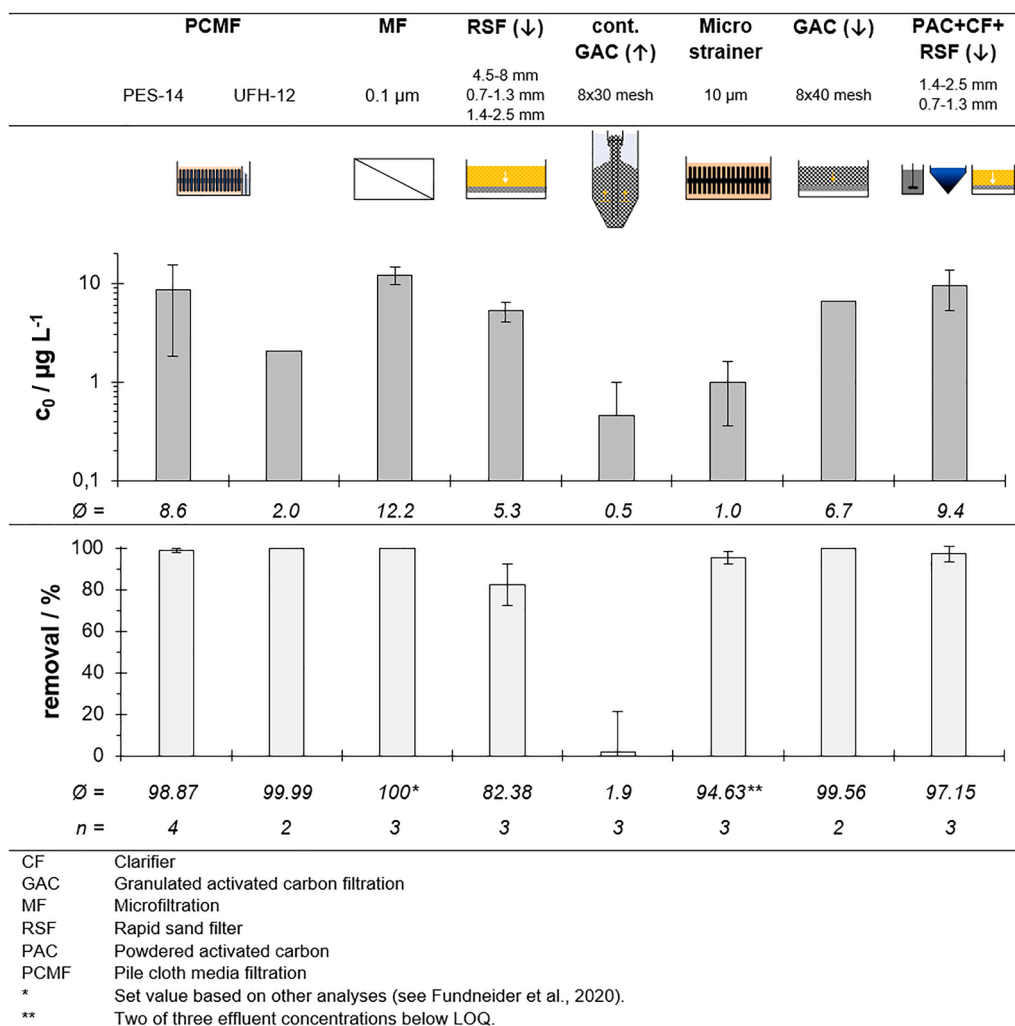 PCMF MF RSF (↓) cont. GAC (↑) Micro strainer GAC (↓) PAC+CF+ RSF (↓)
PES-14 UFH-12 0.1 µm 4.5-8 mm 0.7-1.3 mm 1.4-2.5 mm 8x30 mesh 10 µm 8x40 mesh 1.4-2.5 mm 0.7-1.3 mm
c₀ / µg L⁻¹
10
1
0,1
Ø = 8.6 2.0 12.2 5.3 0.5 1.0 6.7 9.4
removal / %
100
80
60
40
20
0
Ø = 98.87 99.99 100* 82.38 1.9 94.63** 99.56 97.15
n = 4 2 3 3 3 3 2 3
CF Clarifier
GAC Granulated activated carbon filtration
MF Microfiltration
RSF Rapid sand filter
PAC Powdered activated carbon
PCMF Pile cloth media filtration
* Set value based on other analyses (see Fundneider et al., 2020).
** Two of three effluent concentrations below LOQ.